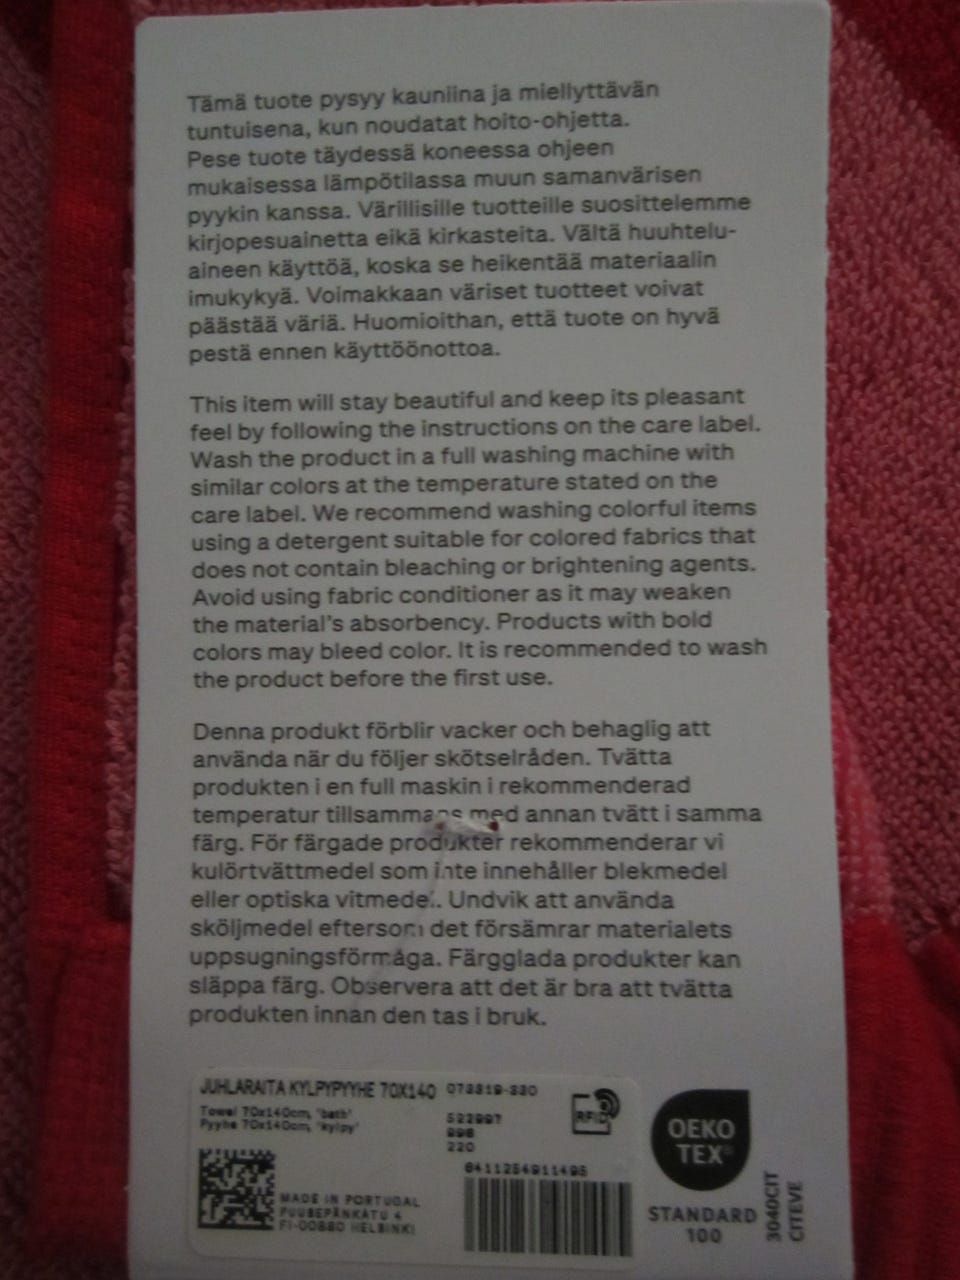 Tämä tuote pysyy kauniina ja miellyttävän
tuntuisena, kun noudatat hoito-ohjetta.
Pese tuote täydessä koneessa ohjeen
mukaisessa lämpötilassa muun samanvärisen
pyykin kanssa. Värillisille tuotteille suosittelemme
kirjopesuainetta eikä kirkasteita. Vältä huuhtelu-
aineen käyttöä, koska se heikentää materiaalin
imukykyä. Voimakkaan väriset tuotteet voivat
päästää väriä. Huomioithan, että tuote on hyvä
pestä ennen käyttöönottoa.
This item will stay beautiful and keep its pleasant
feel by following the instructions on the care label.
Wash the product in a full washing machine with
similar colors at the temperature stated on the
care label. We recommend washing colorful items
using a detergent suitable for colored fabrics that
does not contain bleaching or brightening agents.
Avoid using fabric conditioner as it may weaken
the material's absorbency. Products with bold
colors may bleed color. It is recommended to wash
the product before the first use.
Denna produkt förblir vacker och behaglig att
använda när du följer skötselråden. Tvätta
produkten i en full maskin i rekommenderad
temperatur tillsammans med annan tvätt i samma
färg. För färgade produkter rekommenderar vi
kulörtvättmedel som inte innehåller blekmedel
eller optiska vitmedel. Undvik att använda
sköljmedel eftersom det försämrar materialets
uppsugningsförmåga. Färgglada produkter kan
släppa färg. Observera att det är bra att tvätta
produkten innan den tas i bruk.
JUHLARAITA KYLPYPYYHE 70X140
Towel 70x140cm, "bath"
Pyyhe 70x140cm, "kylpy"
220
RFID
MADE IN PORTUGAL
PUUSEPÄNKATU 4
FI-00880 HELSINKI
OEKO
TEX®
STANDARD
100
3040CIT
CITEVE